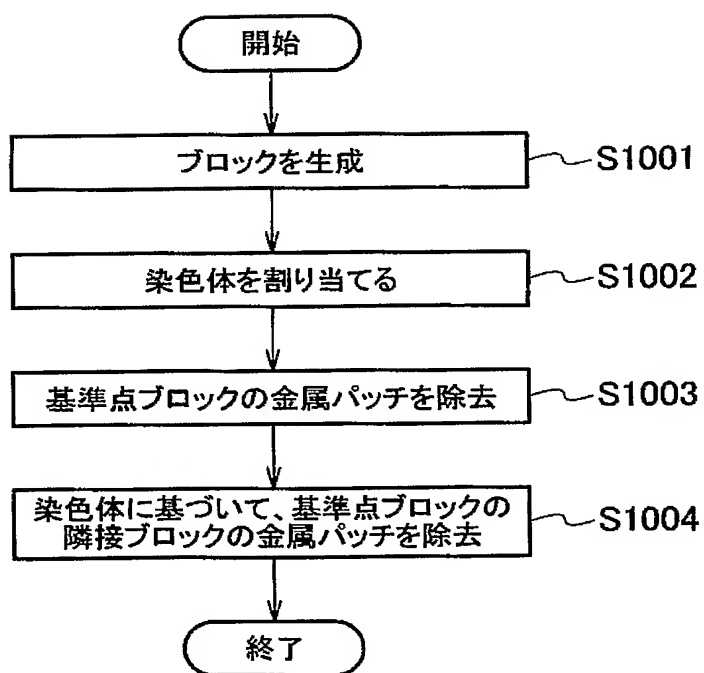 開始
ブロックを生成
S1001
染色体を割り当てる
S1002
基準点ブロックの金属パッチを除去
S1003
染色体に基づいて、基準点ブロックの
隣接ブロックの金属パッチを除去
S1004
終了